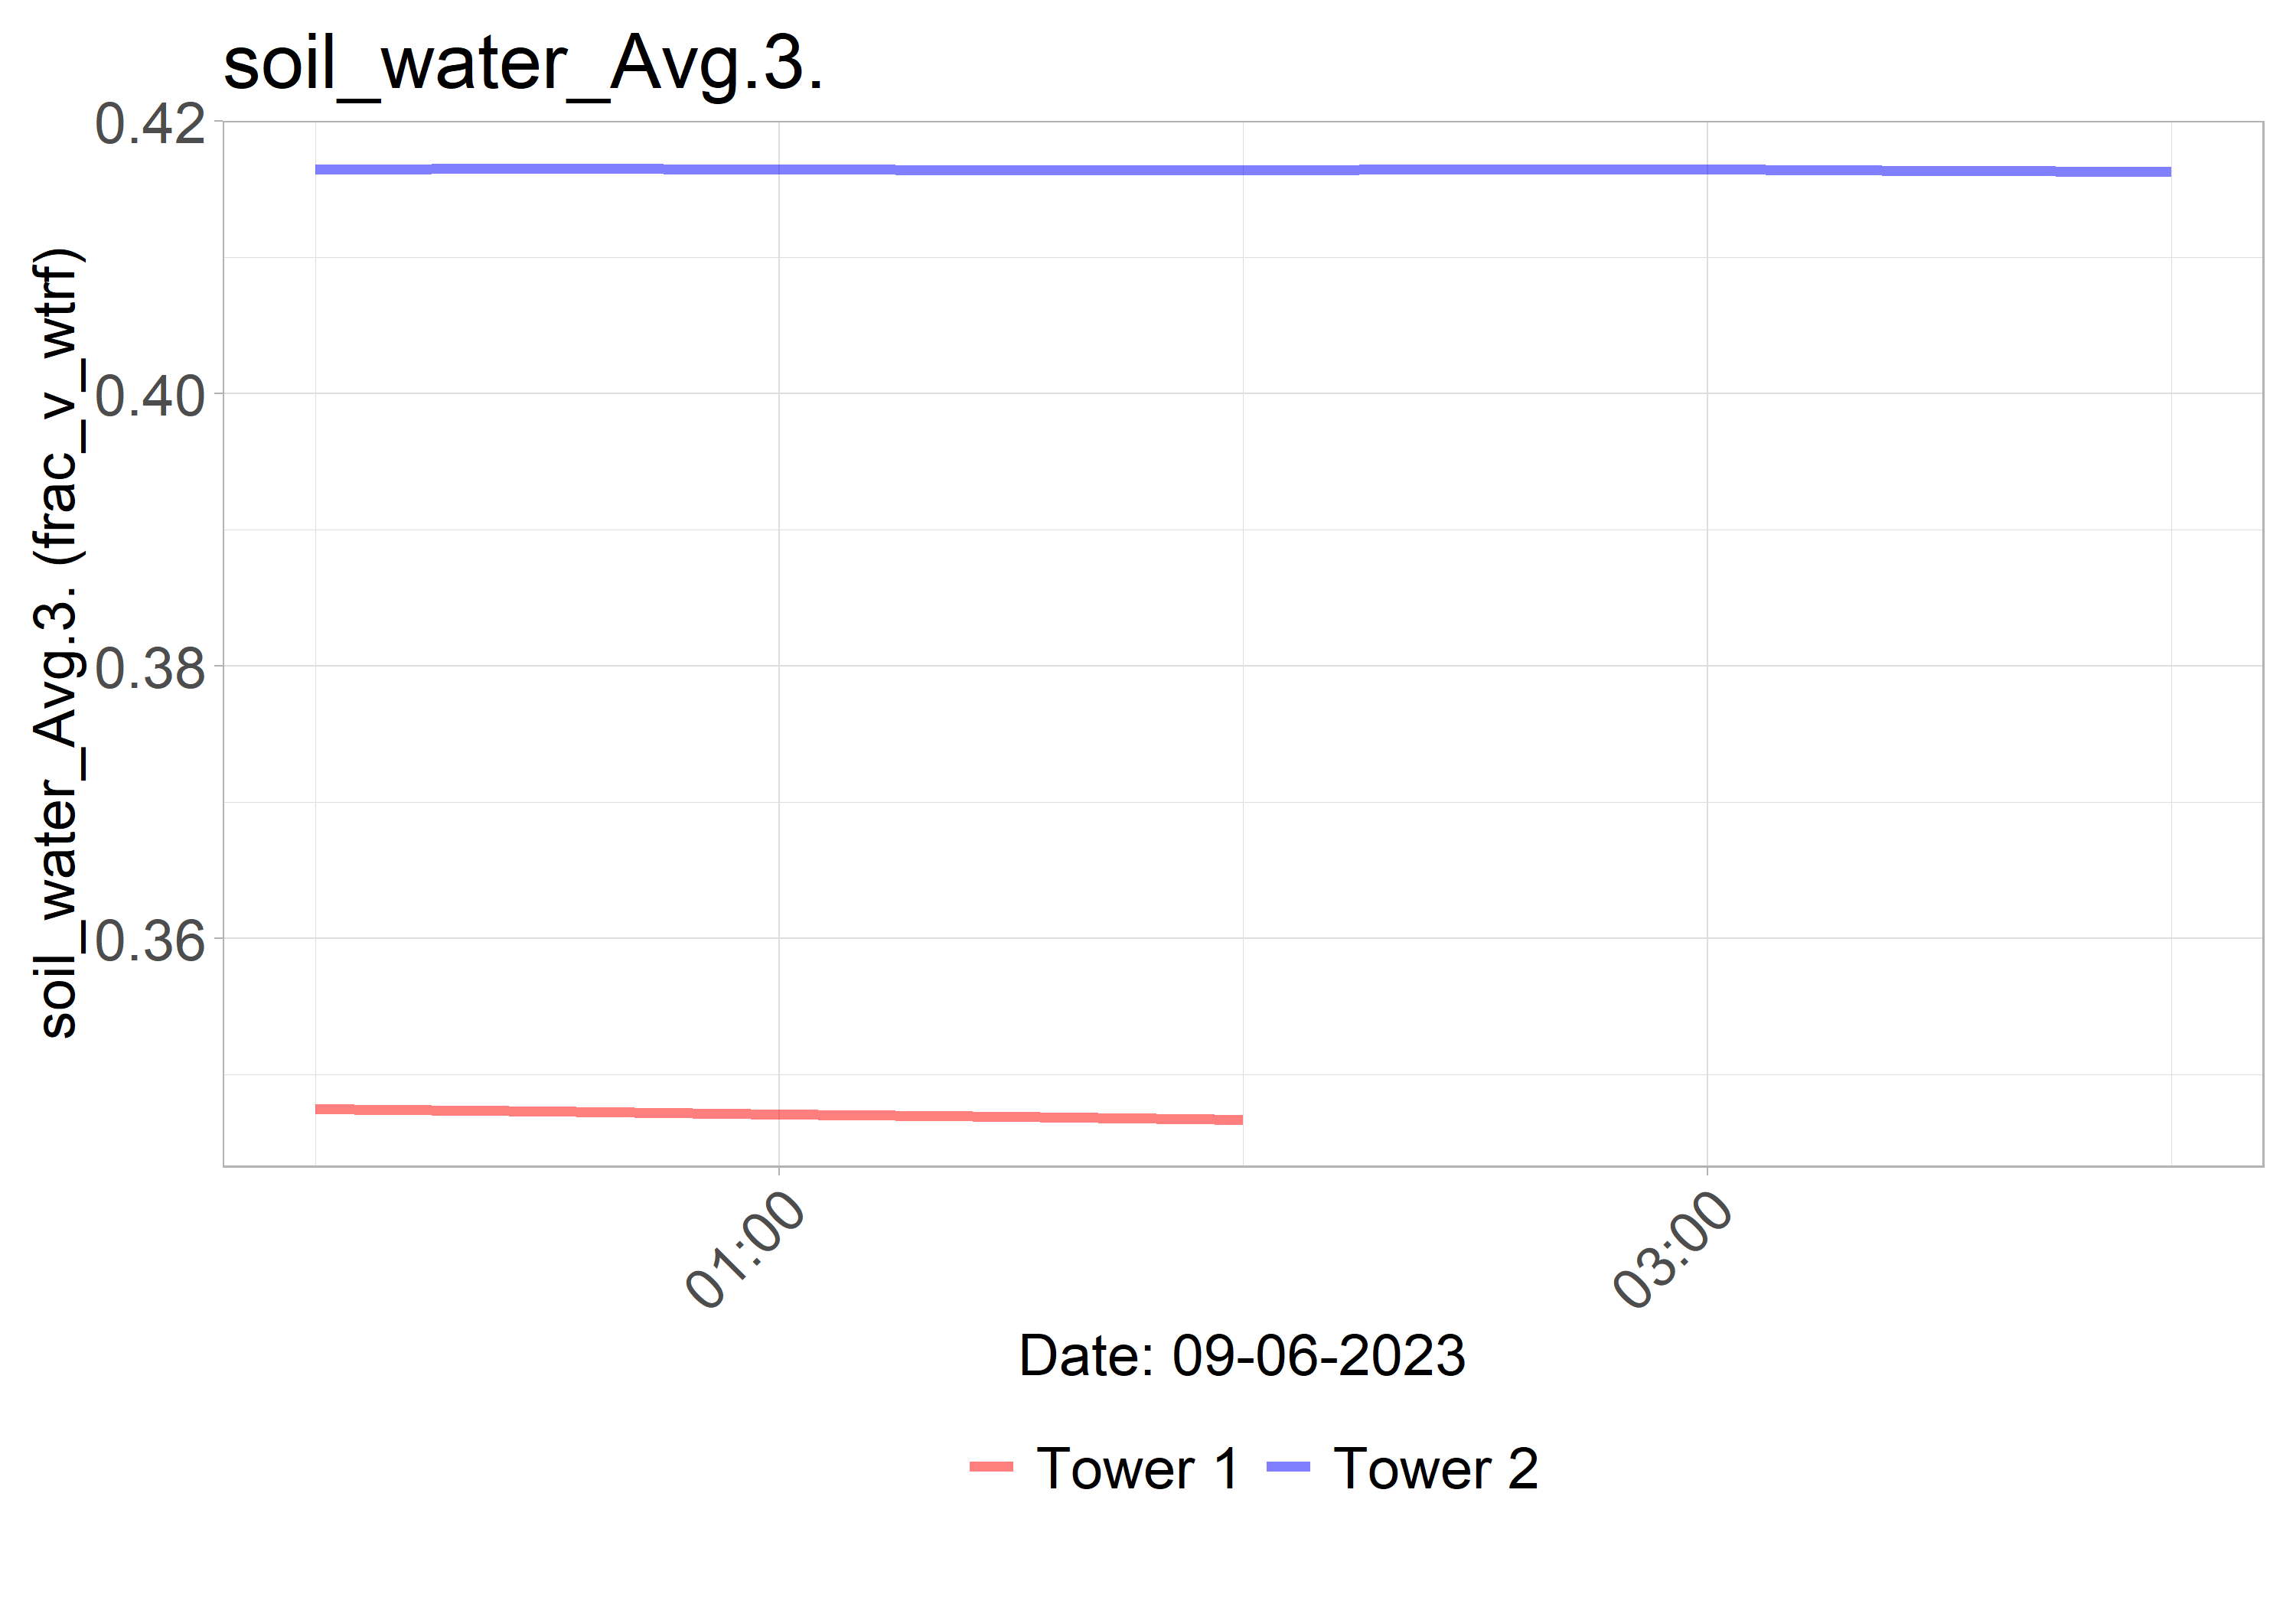 soil_water_Avg.3.
soil_water_Avg.3. (frac_v_wtrf)
0.42
0.40
0.38
0.36
01:00
03:00
Date: 09-06-2023
Tower 1
Tower 2